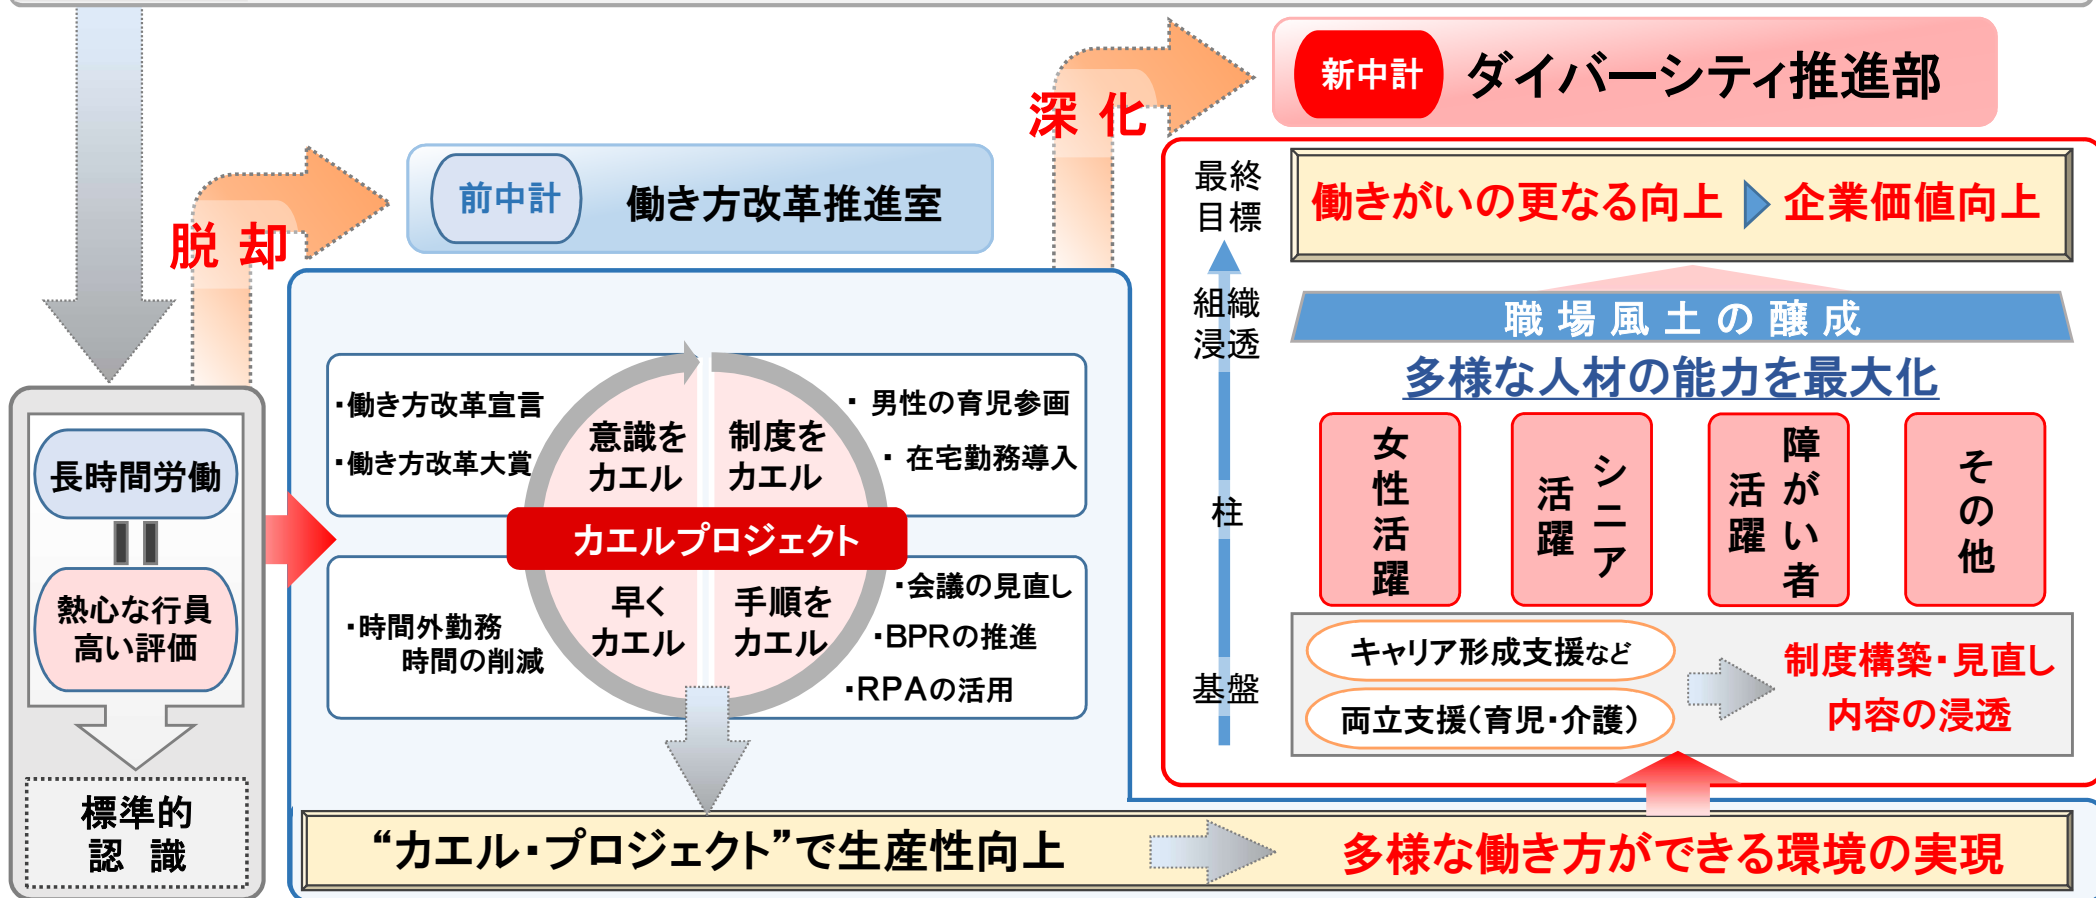 長時間労働
熱心な行員
高い評価
標準的
認 識
脱 却
前中計
働き方改革推進室
・働き方改革宣言
・働き方改革大賞
意識を
カエル
制度を
カエル
・ 男性の育児参画
・ 在宅勤務導入
カエルプロジェクト
・時間外勤務
時間の削減
早く
カエル
手順を
カエル
・会議の見直し
・BPRの推進
・RPAの活用
“カエル・プロジェクト”で生産性向上
多様な働き方ができる環境の実現
深 化
新中計
ダイバーシティ推進部
最終
目標
組織
浸透
柱
基盤
働きがいの更なる向上
企業価値向上
職場風土の醸成
多様な人材の能力を最大化
女性活躍
シニア
活躍
障がい者
活躍
その他
キャリア形成支援など
両立支援(育児・介護)
制度構築・見直し
内容の浸透